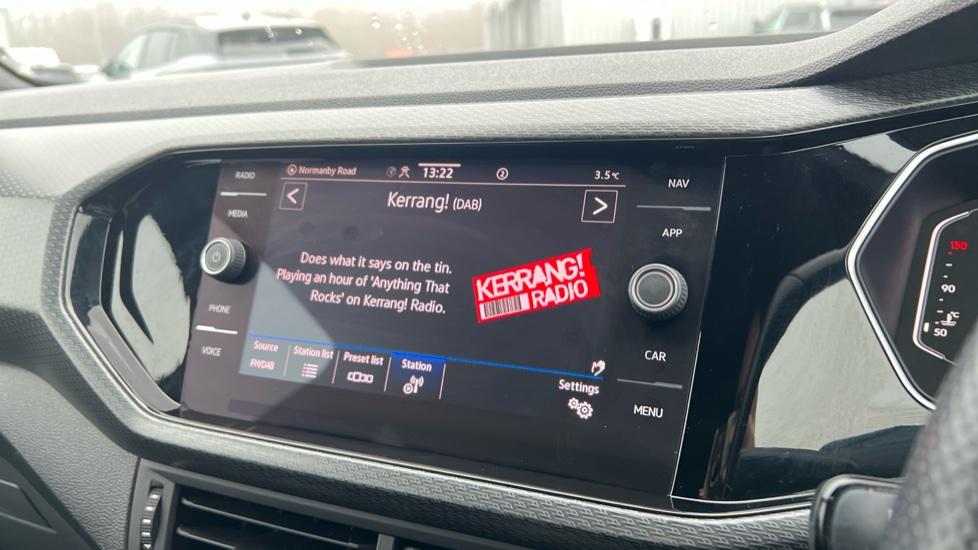 RADIO
MEDIA
PHONE
VOICE
Normanby Road
13:22
2
3.5°C
Kerrang! (DAB)
Does what it says on the tin.
Playing an hour of 'Anything That
Rocks' on Kerrang! Radio.
KERRANG!
RADIO
Source
FM/DAB
Station list
Preset list
Station
Settings
NAV
APP
CAR
MENU
130
90
°C
50